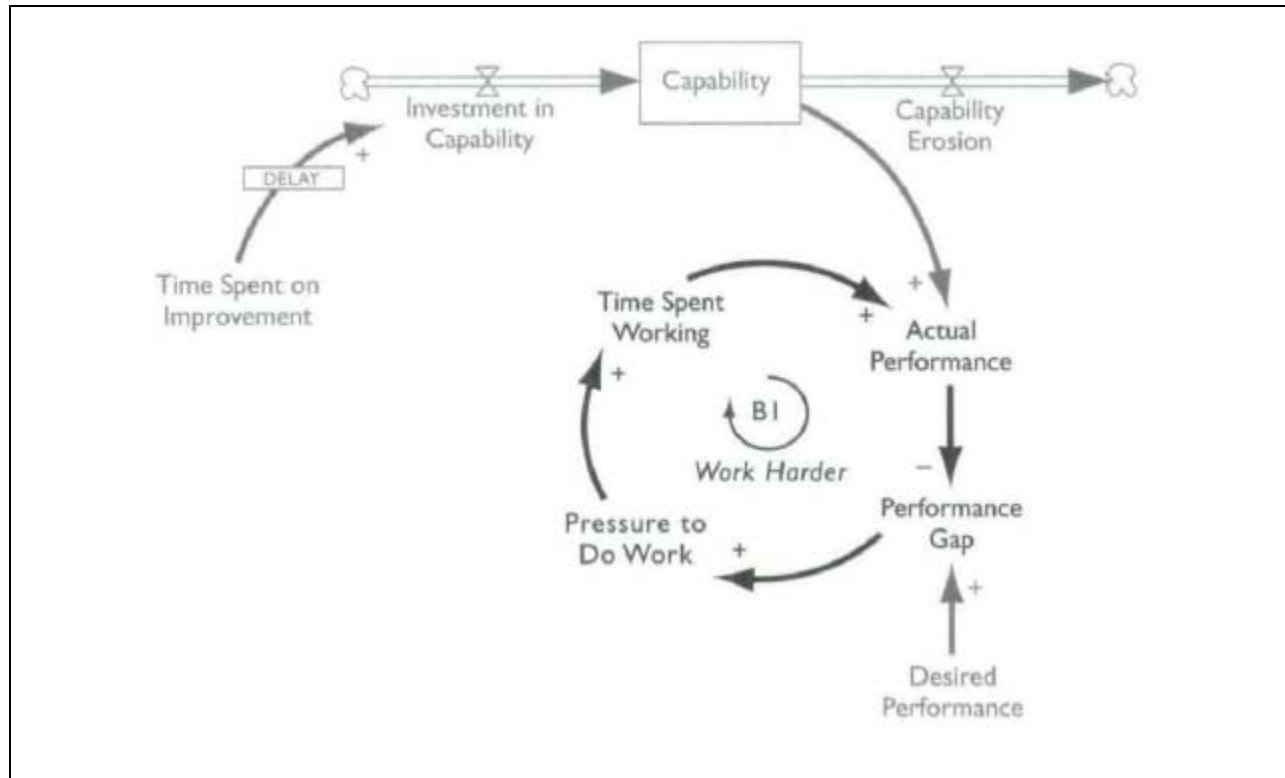 Capability
Investment in
Capability
Capability
Erosion
+
DELAY
Time Spent on
Improvement
Time Spent
Working
+
+
Actual
Performance
+
B1
Work Harder
−
Pressure to
Do Work
+
Performance
Gap
+
Desired
Performance